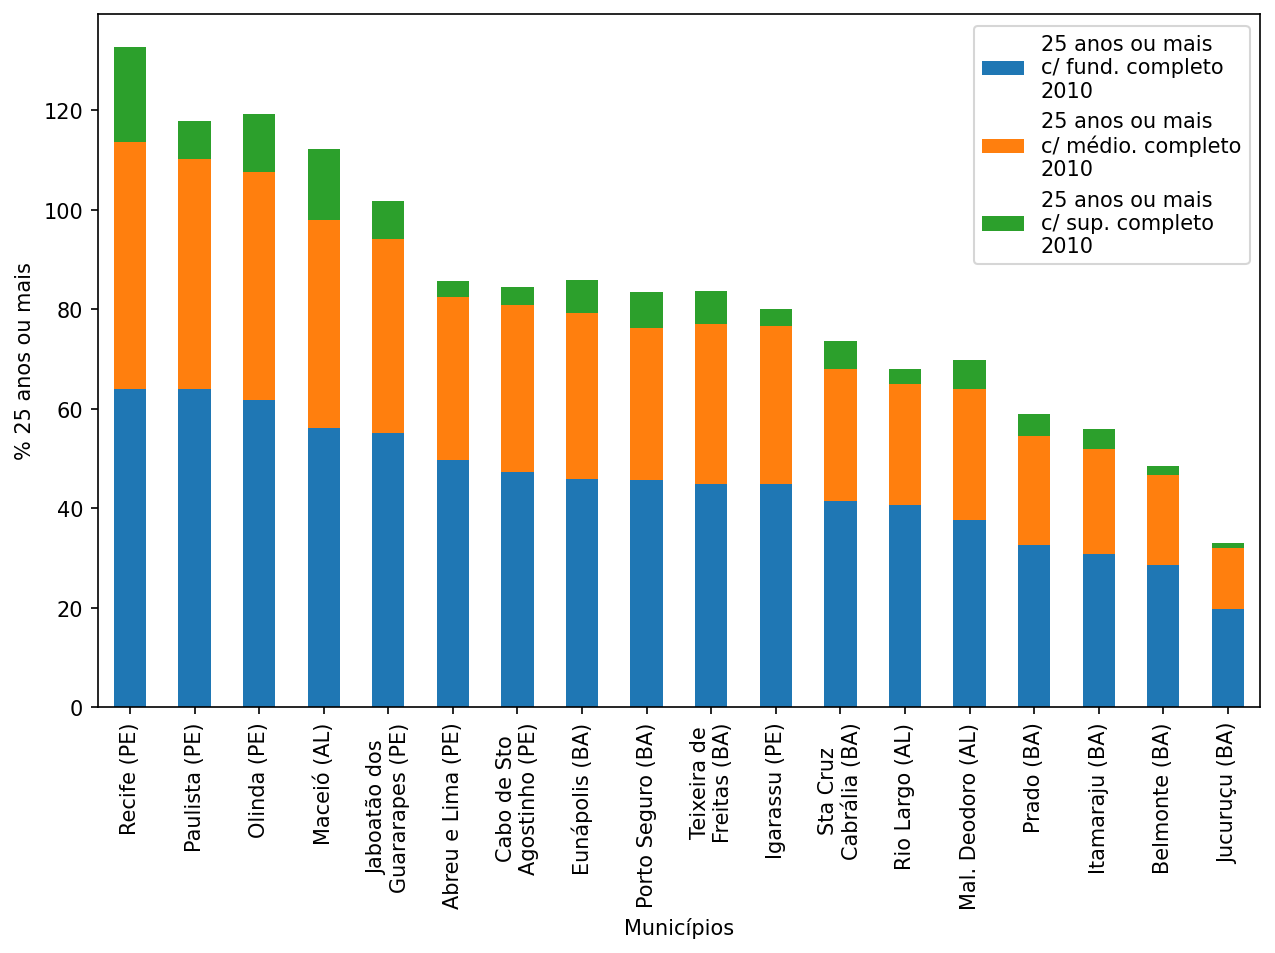 25 anos ou mais
c/ fund. completo
2010
25 anos ou mais
c/ médio. completo
2010
25 anos ou mais
c/ sup. completo
2010
% 25 anos ou mais
120
100
80
60
40
20
0
Recife (PE)
Paulista (PE)
Olinda (PE)
Maceió (AL)
Jaboatão dos
Guararapes (PE)
Abreu e Lima (PE)
Cabo de Sto
Agostinho (PE)
Eunápolis (BA)
Porto Seguro (BA)
Teixeira de
Freitas (BA)
Igarassu (PE)
Sta Cruz
Cabrália (BA)
Rio Largo (AL)
Mal. Deodoro (AL)
Prado (BA)
Itamaraju (BA)
Belmonte (BA)
Jucuruçu (BA)
Municípios